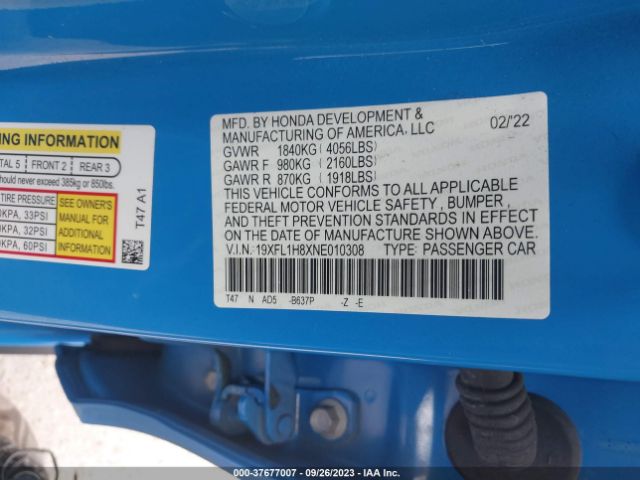 MFD. BY HONDA DEVELOPMENT &
MANUFACTURING OF AMERICA, LLC 02/'22
GVWR 1840KG (4056LBS)
GAWR F 980KG (2160LBS)
GAWR R 870KG (1918LBS)
THIS VEHICLE CONFORMS TO ALL APPLICABLE
FEDERAL MOTOR VEHICLE SAFETY, BUMPER,
AND THEFT PREVENTION STANDARDS IN EFFECT
ON THE DATE OF MANUFACTURE SHOWN ABOVE.
V.I.N. 19XFL1H8XNE010308 TYPE: PASSENGER CAR
T47 N AD5 -B637P -Z -E
ING INFORMATION
TAL 5 FRONT 2 REAR 3
hould never exceed 385kg or 850lbs.
TIRE PRESSURE
KPA, 33PSI
KPA, 32PSI
KPA, 60PSI
SEE OWNER'S
MANUAL FOR
ADDITIONAL
INFORMATION
T47 A1
000-37677007 - 09/26/2023 - IAA Inc.